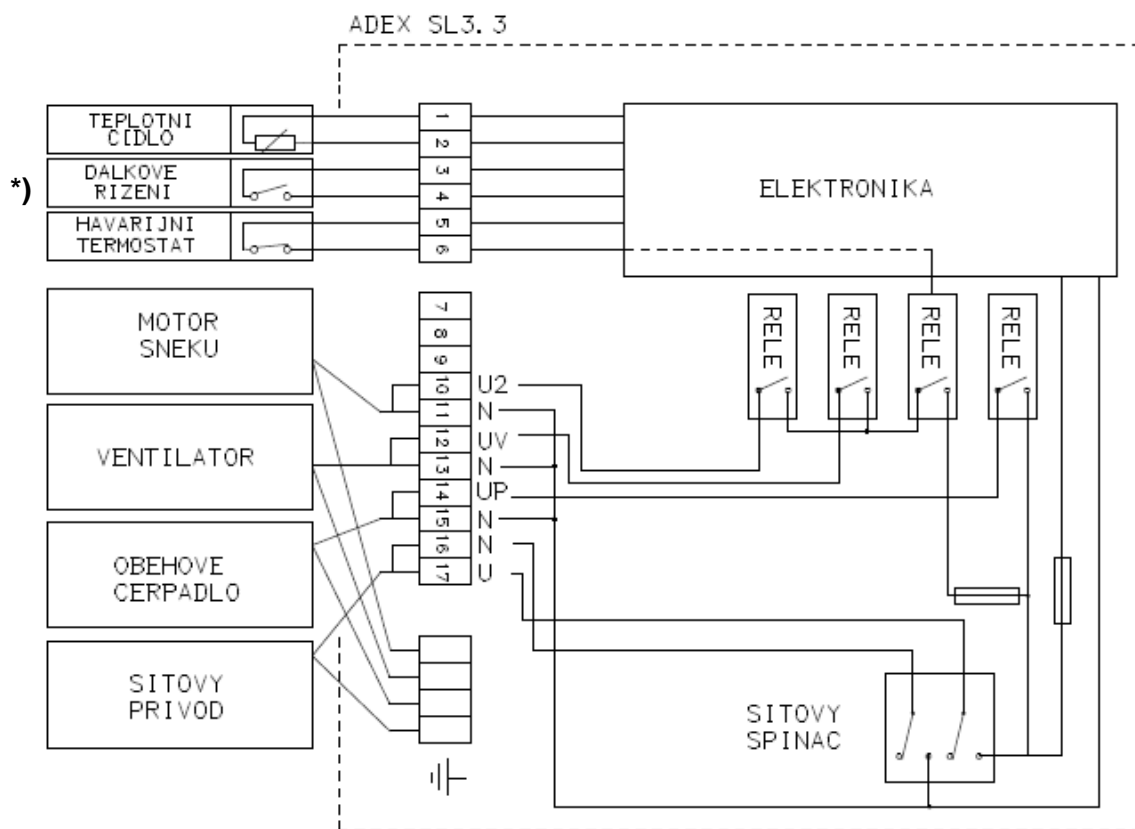 ADEX SL3.3
TEPLOTNI
CIDLO
*)
DALKOVE
RIZENI
HAVARIJNI
TERMOSTAT
1
2
3
4
5
6
ELEKTRONIKA
MOTOR
SNEKU
VENTILATOR
OBEHOVE
CERPADLO
SITOVY
PRIVOD
7
8
9
10 U2
11 N
12 UV
13 N
14 UP
15 N
16 N
17 U
RELE
RELE
RELE
RELE
SITOVY
SPINAC